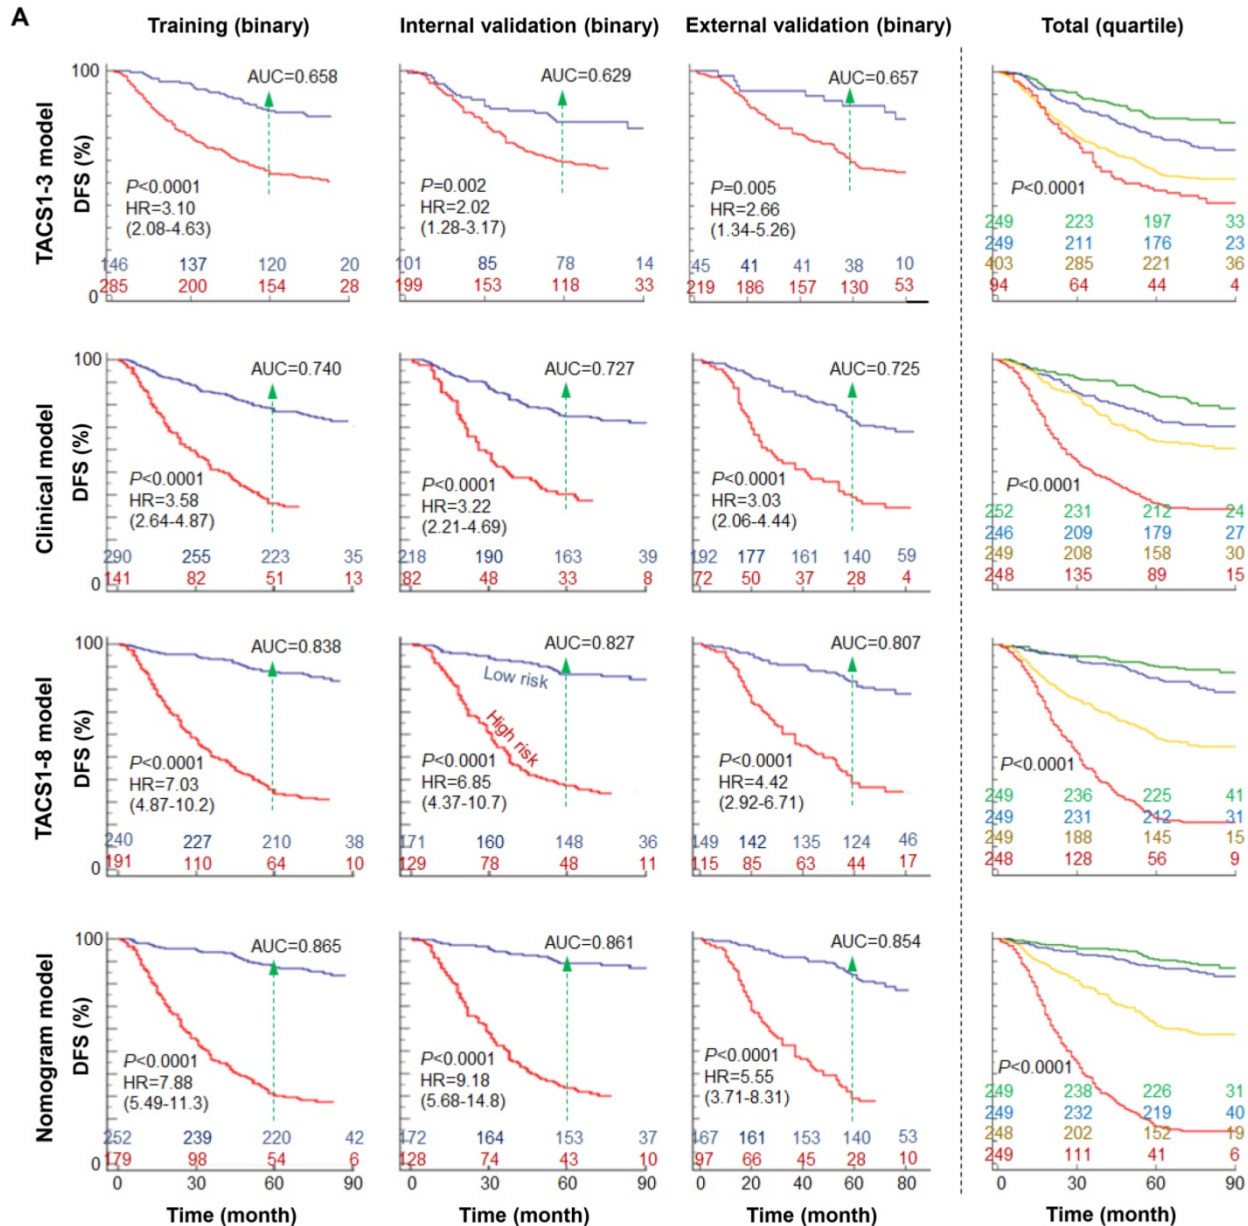 A
Training (binary)
Internal validation (binary)
External validation (binary)
Total (quartile)
TACS1-3 model
DFS (%)
100
0
AUC=0.658
P<0.0001
HR=3.10
(2.08-4.63)
146 137 120 20
285 200 154 28
AUC=0.629
P=0.002
HR=2.02
(1.28-3.17)
101 85 78 14
199 153 118 33
AUC=0.657
P=0.005
HR=2.66
(1.34-5.26)
45 41 41 38 10
219 186 157 130 53
P<0.0001
249 223 197 33
249 211 176 23
403 285 221 36
94 64 44 4
Clinical model
DFS (%)
100
0
AUC=0.740
P<0.0001
HR=3.58
(2.64-4.87)
290 255 223 35
141 82 51 13
AUC=0.727
P<0.0001
HR=3.22
(2.21-4.69)
218 190 163 39
82 48 33 8
AUC=0.725
P<0.0001
HR=3.03
(2.06-4.44)
192 177 161 140 59
72 50 37 28 4
P<0.0001
252 231 212 24
246 209 179 27
249 208 158 30
248 135 89 15
TACS1-8 model
DFS (%)
100
0
AUC=0.838
P<0.0001
HR=7.03
(4.87-10.2)
240 227 210 38
191 110 64 10
AUC=0.827
Low risk
High risk
P<0.0001
HR=6.85
(4.37-10.7)
171 160 148 36
129 78 48 11
AUC=0.807
P<0.0001
HR=4.42
(2.92-6.71)
149 142 135 124 46
115 85 63 44 17
P<0.0001
249 236 225 41
249 231 212 31
249 188 145 15
248 128 56 9
Nomogram model
DFS (%)
100
0
AUC=0.865
P<0.0001
HR=7.88
(5.49-11.3)
252 239 220 42
179 98 54 6
0 30 60 90
Time (month)
AUC=0.861
P<0.0001
HR=9.18
(5.68-14.8)
172 164 153 37
128 74 43 10
0 30 60 90
Time (month)
AUC=0.854
P<0.0001
HR=5.55
(3.71-8.31)
167 161 153 140 53
97 66 45 28 10
0 20 40 60 80
Time (month)
P<0.0001
249 238 226 31
249 232 219 40
248 202 152 19
249 111 41 6
0 30 60 90
Time (month)